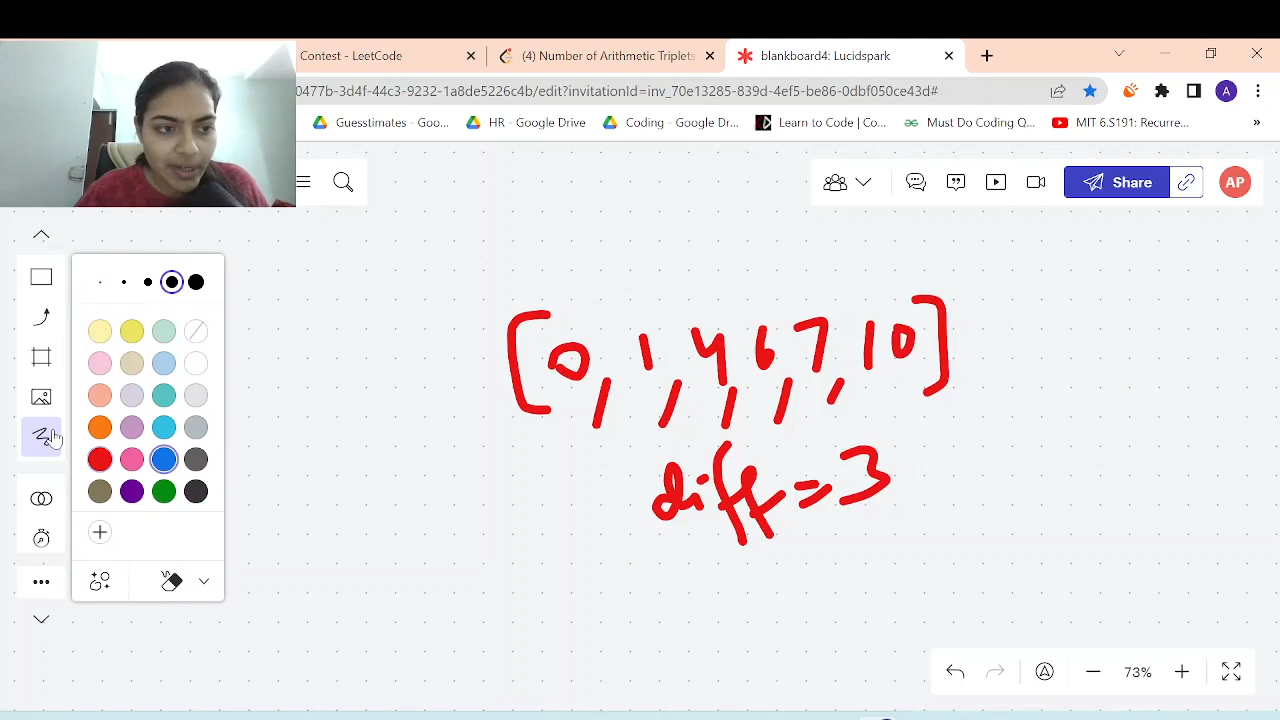 Contest - LeetCode
(4) Number of Arithmetic Triplets
blankboard4: Lucidspark
0477b-3d4f-44c3-9232-1a8de5226c4b/edit?invitationId=inv_70e13285-839d-4ef5-be86-0dbf050ce43d#
A
Guesstimates - Goo...
HR - Google Drive
Coding - Google Dr...
Learn to Code | Co...
Must Do Coding Q...
MIT 6.S191: Recurre...
»
Share
AP
[0, 1, 4, 6, 7, 10]
diff = 3
73%